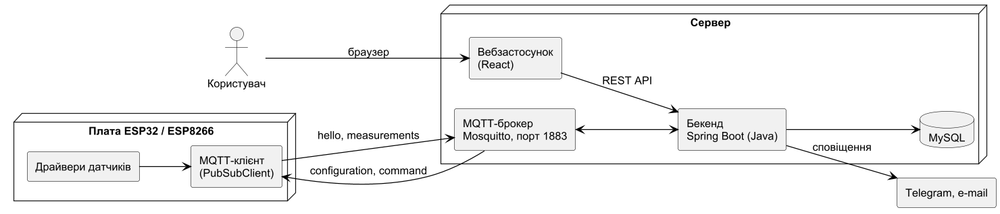 Сервер
Вебзастосунок
(React)
браузер
Користувач
REST API
Плата ESP32 / ESP8266
Драйвери датчиків
MQTT-клієнт
(PubSubClient)
hello, measurements
configuration, command
MQTT-брокер
Mosquitto, порт 1883
Бекенд
Spring Boot (Java)
MySQL
сповіщення
Telegram, e-mail